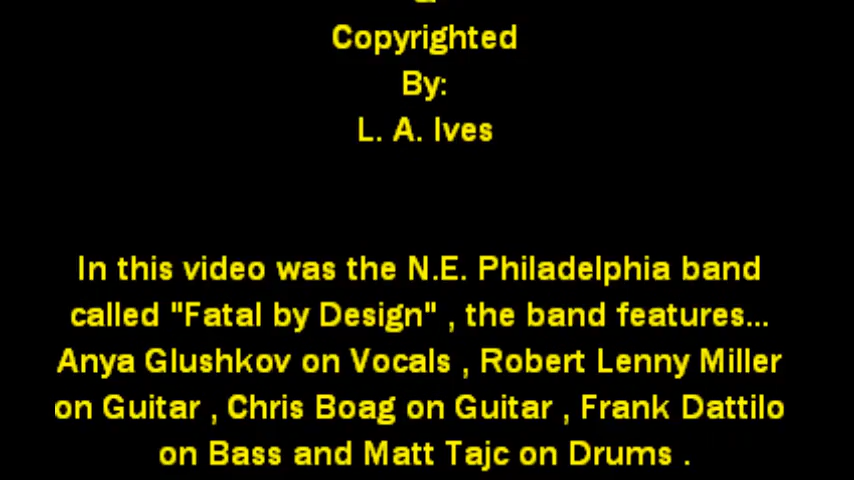 &
Copyrighted
By:
L. A. Ives
In this video was the N.E. Philadelphia band
called "Fatal by Design" , the band features...
Anya Glushkov on Vocals , Robert Lenny Miller
on Guitar , Chris Boag on Guitar , Frank Dattilo
on Bass and Matt Tajc on Drums .